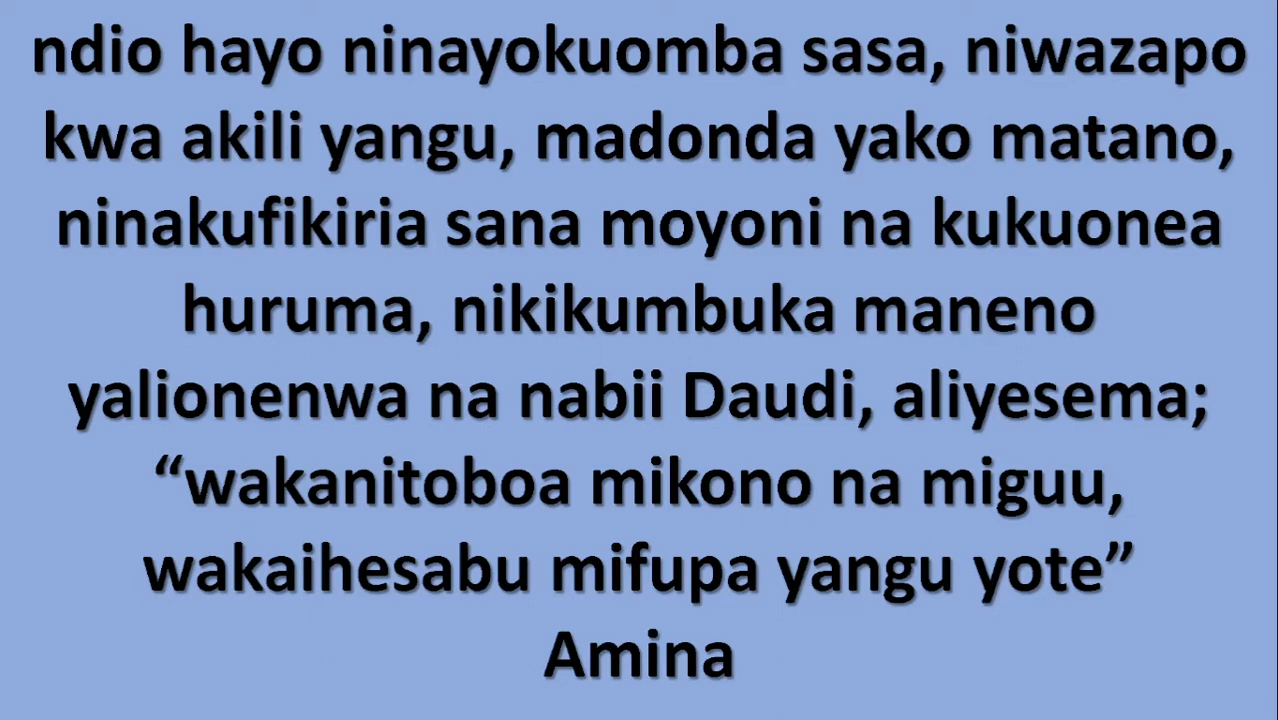 ndio hayo ninayokuomba sasa, niwazapo
kwa akili yangu, madonda yako matano,
ninakufikiria sana moyoni na kukuonea
huruma, nikikumbuka maneno
yalionenwa na nabii Daudi, aliyesema;
“wakanitoboa mikono na miguu,
wakaihesabu mifupa yangu yote”
Amina